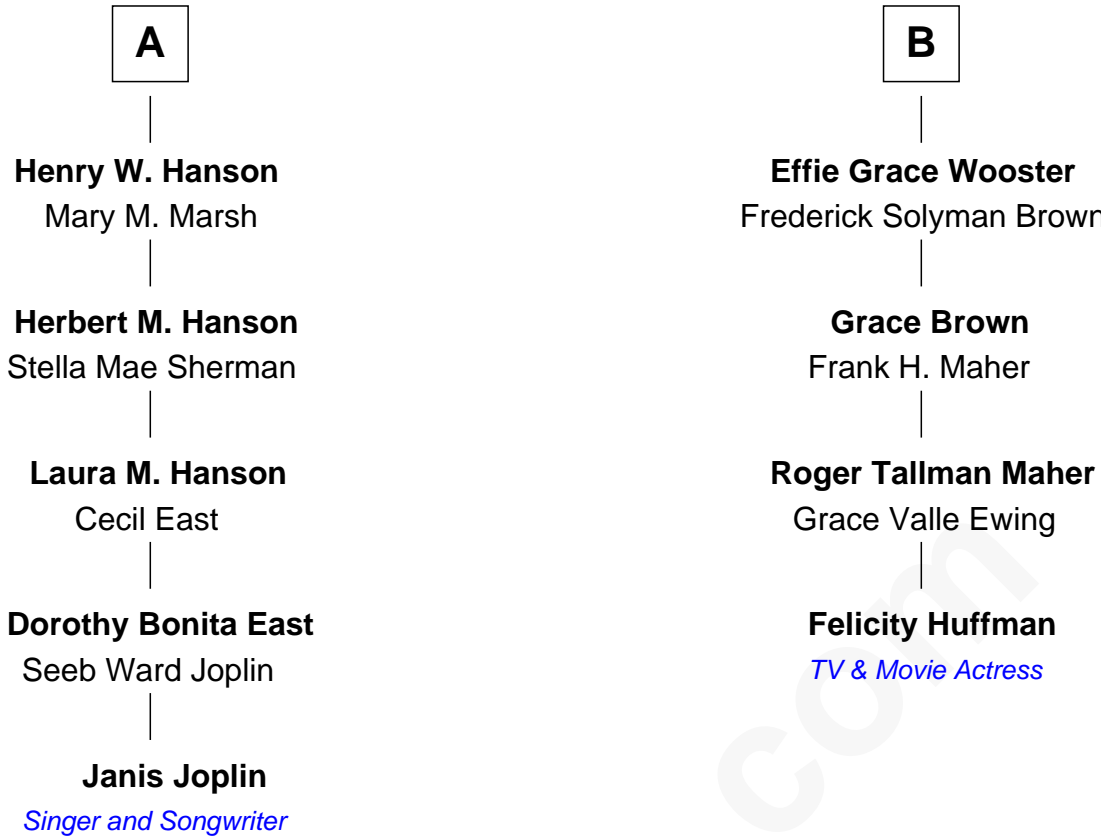 A
Henry W. Hanson
Mary M. Marsh
Herbert M. Hanson
Stella Mae Sherman
Laura M. Hanson
Cecil East
Dorothy Bonita East
Seeb Ward Joplin
Janis Joplin
Singer and Songwriter
B
Effie Grace Wooster
Frederick Solyman Brown
Grace Brown
Frank H. Maher
Roger Tallman Maher
Grace Valle Ewing
Felicity Huffman
TV & Movie Actress
com